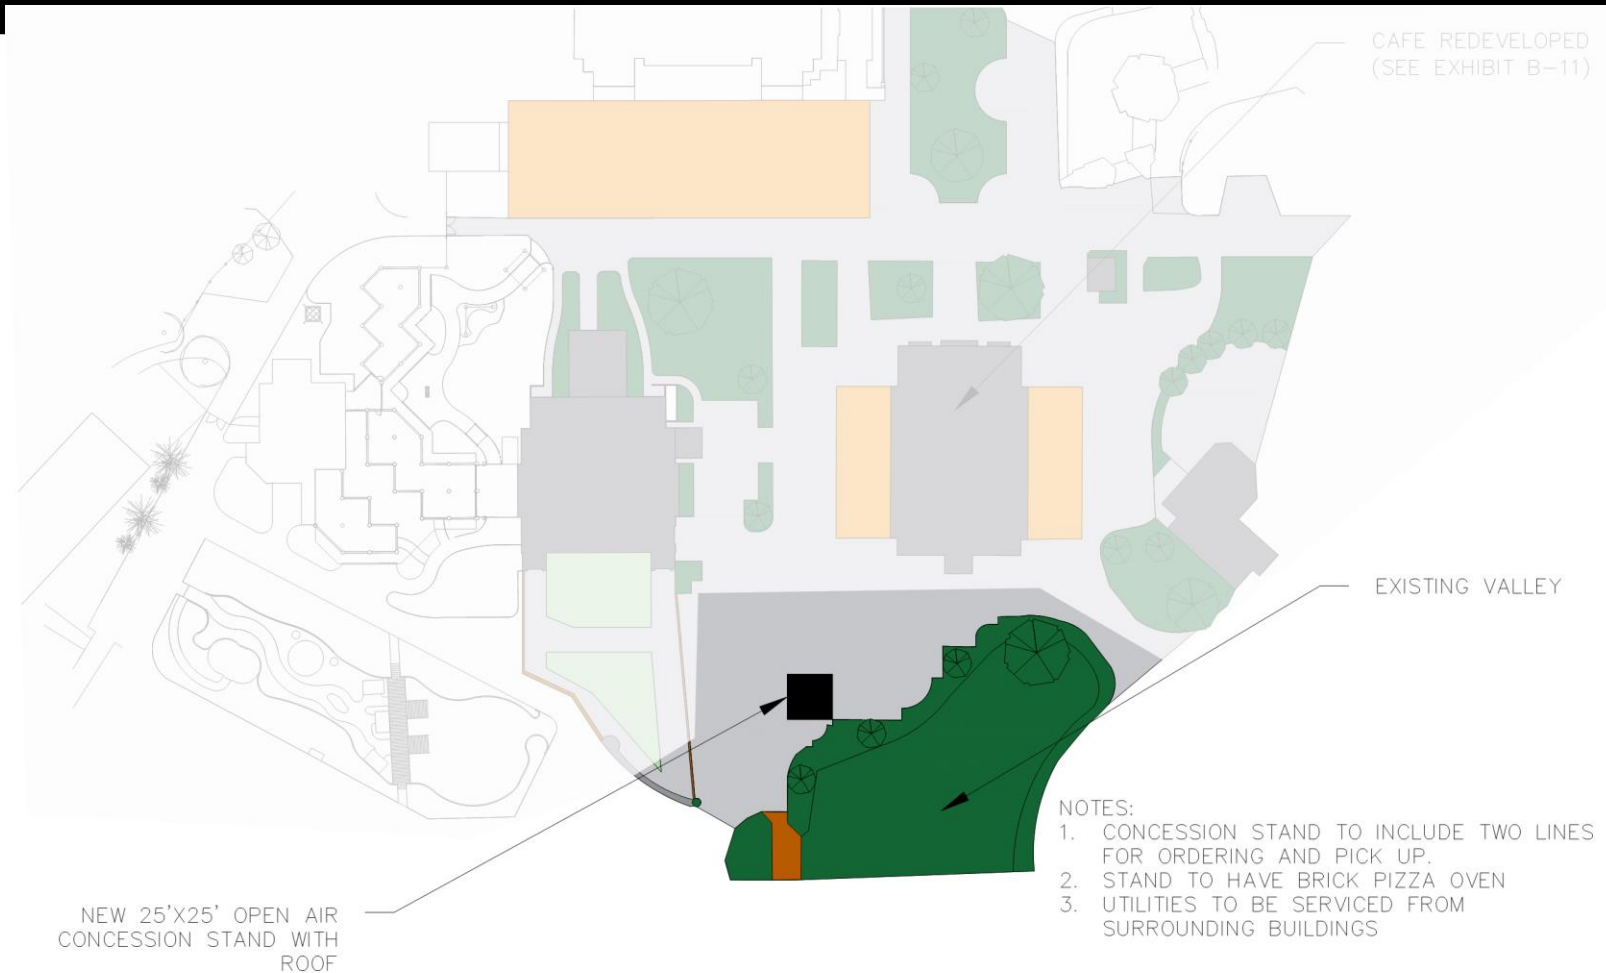 CAFE REDEVELOPED
(SEE EXHIBIT B-11)
EXISTING VALLEY
NOTES:
1. CONCESSION STAND TO INCLUDE TWO LINES
FOR ORDERING AND PICK UP.
2. STAND TO HAVE BRICK PIZZA OVEN
3. UTILITIES TO BE SERVICED FROM
SURROUNDING BUILDINGS
NEW 25'X25' OPEN AIR
CONCESSION STAND WITH
ROOF